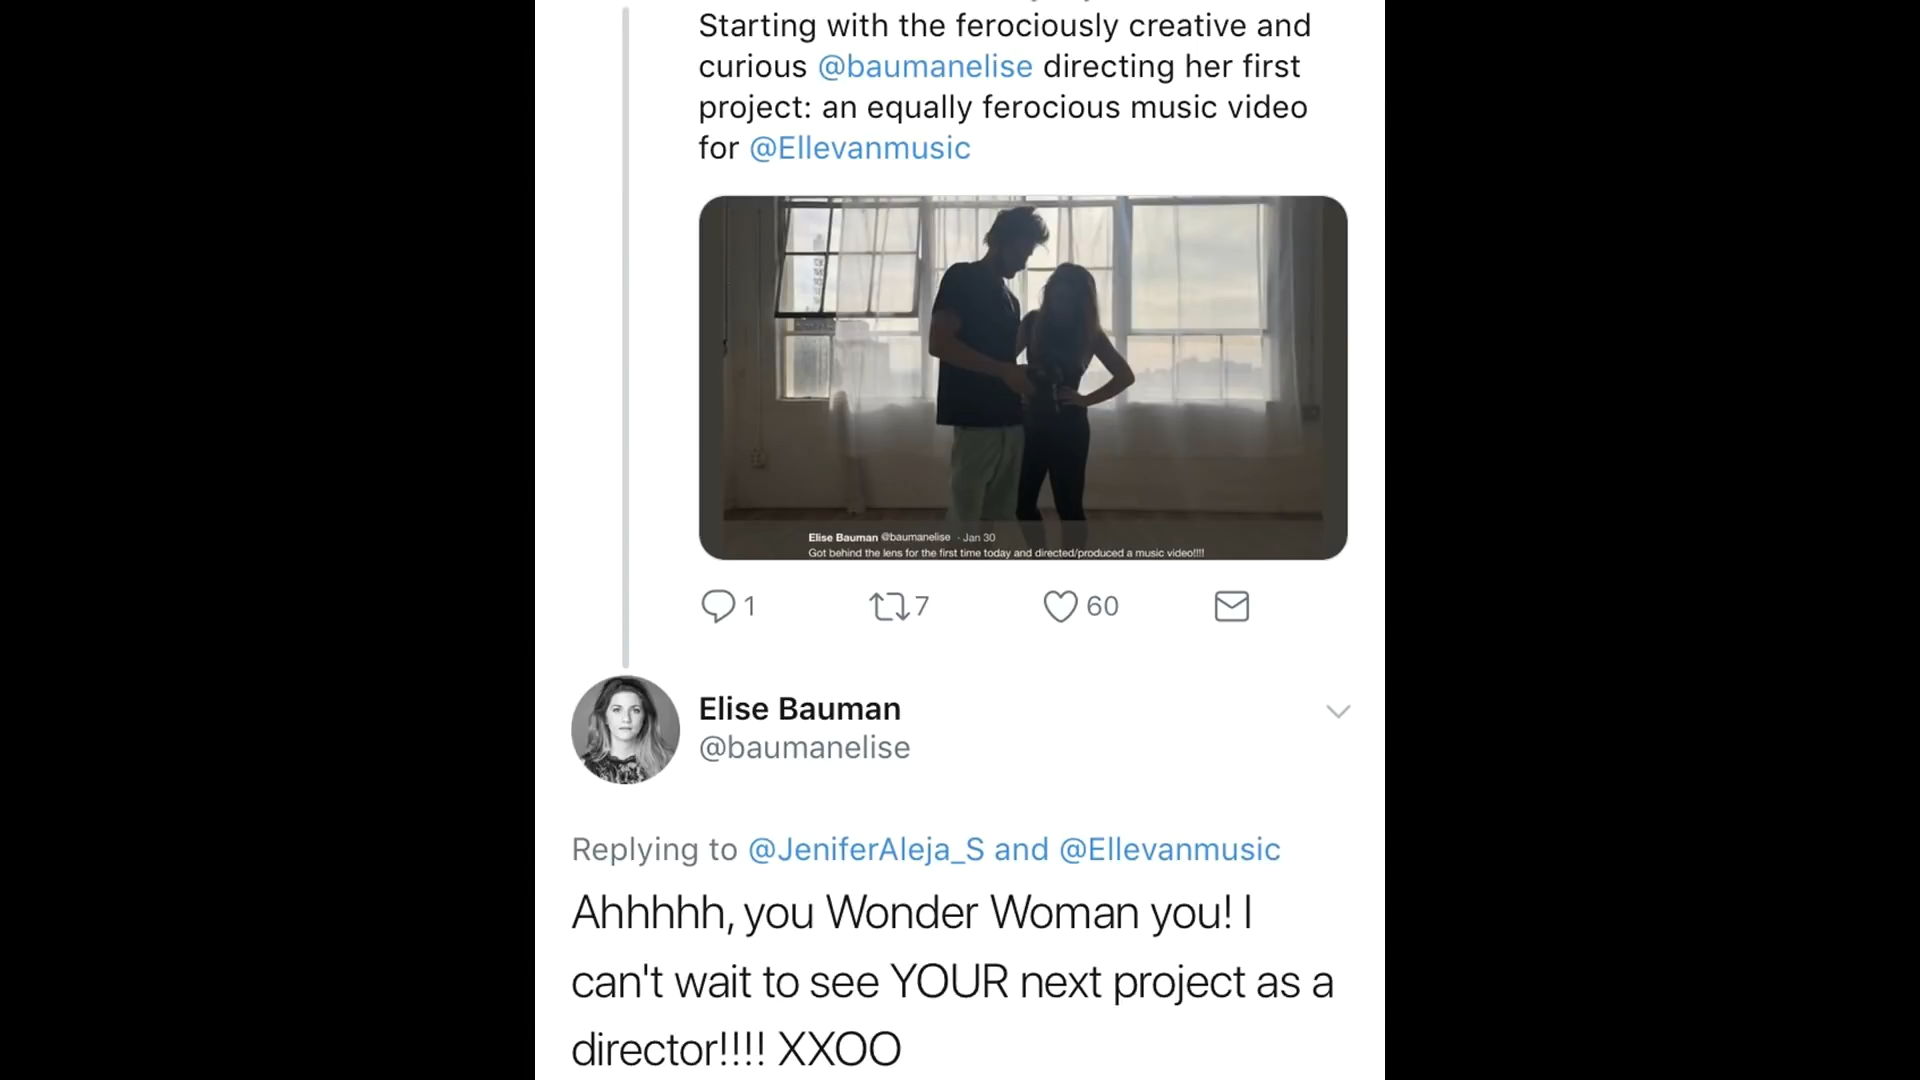 Starting with the ferociously creative and
curious @baumanelise directing her first
project: an equally ferocious music video
for @Ellevanmusic
Elise Bauman @baumanelise · Jan 30
Got behind the lens for the first time today and directed/produced a music video!!!!
1 7 60
Elise Bauman
@baumanelise
Replying to @JeniferAleja_S and @Ellevanmusic
Ahhhhh, you Wonder Woman you! I
can't wait to see YOUR next project as a
director!!!! XXOO